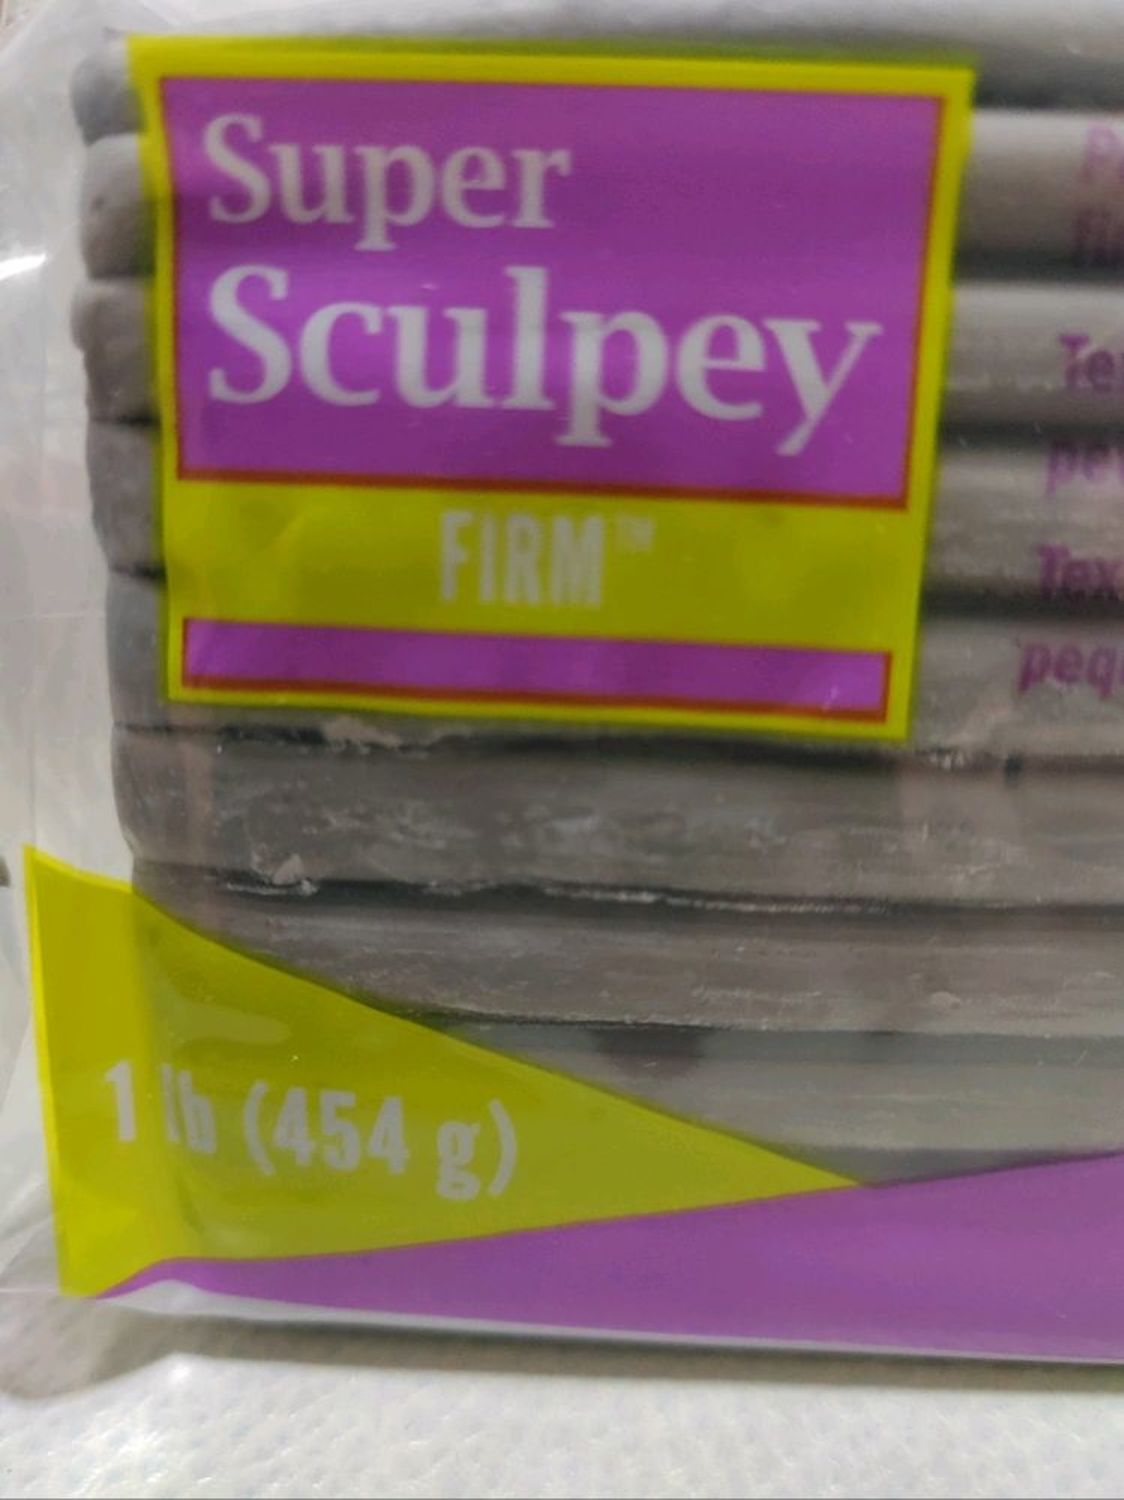 Super
Sculpey
FIRM™
1 lb (454 g)